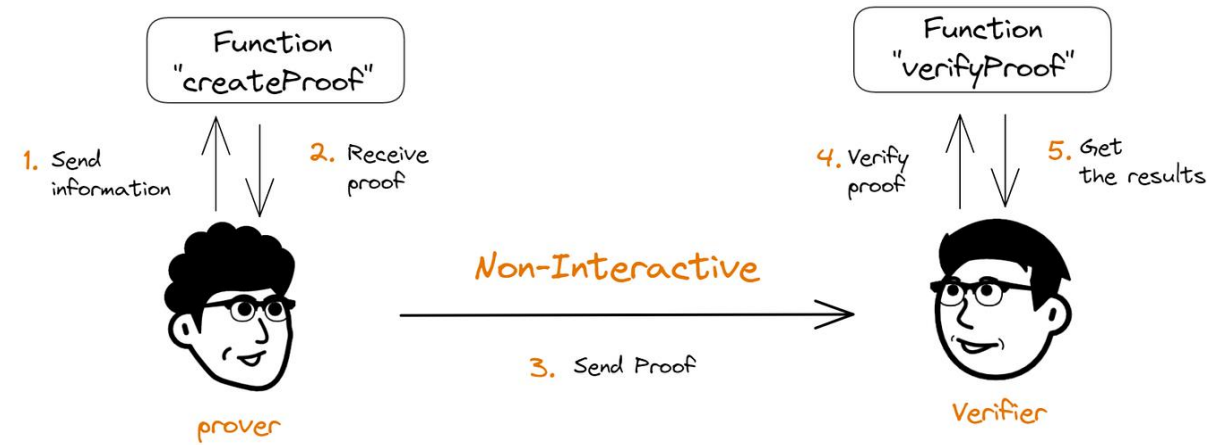 Function
"createProof"
Function
"verifyProof"
1. Send
information
2. Receive
proof
4. Verify
proof
5. Get
the results
Non-Interactive
3. Send Proof
prover
Verifier